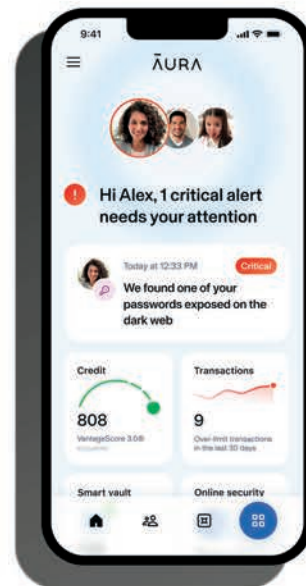 9:41
ĀURA
!
Hi Alex, 1 critical alert
needs your attention
Today at 12:33 PM Critical
We found one of your
passwords exposed on the
dark web
Credit
808
VantageScore 3.0®
Transactions
9
Over-limit transactions
in the last 30 days
Smart vault
Online security